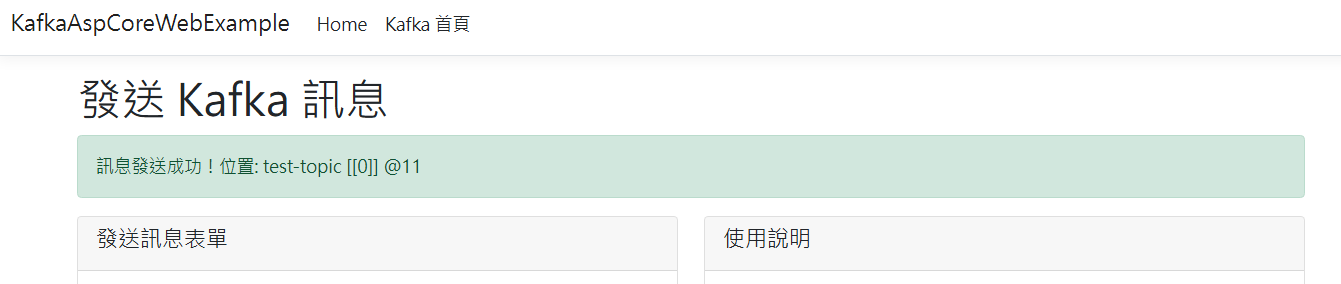 KafkaAspCoreWebExample Home Kafka 首頁
發送 Kafka 訊息
訊息發送成功！位置: test-topic [[0]] @11
發送訊息表單
使用說明